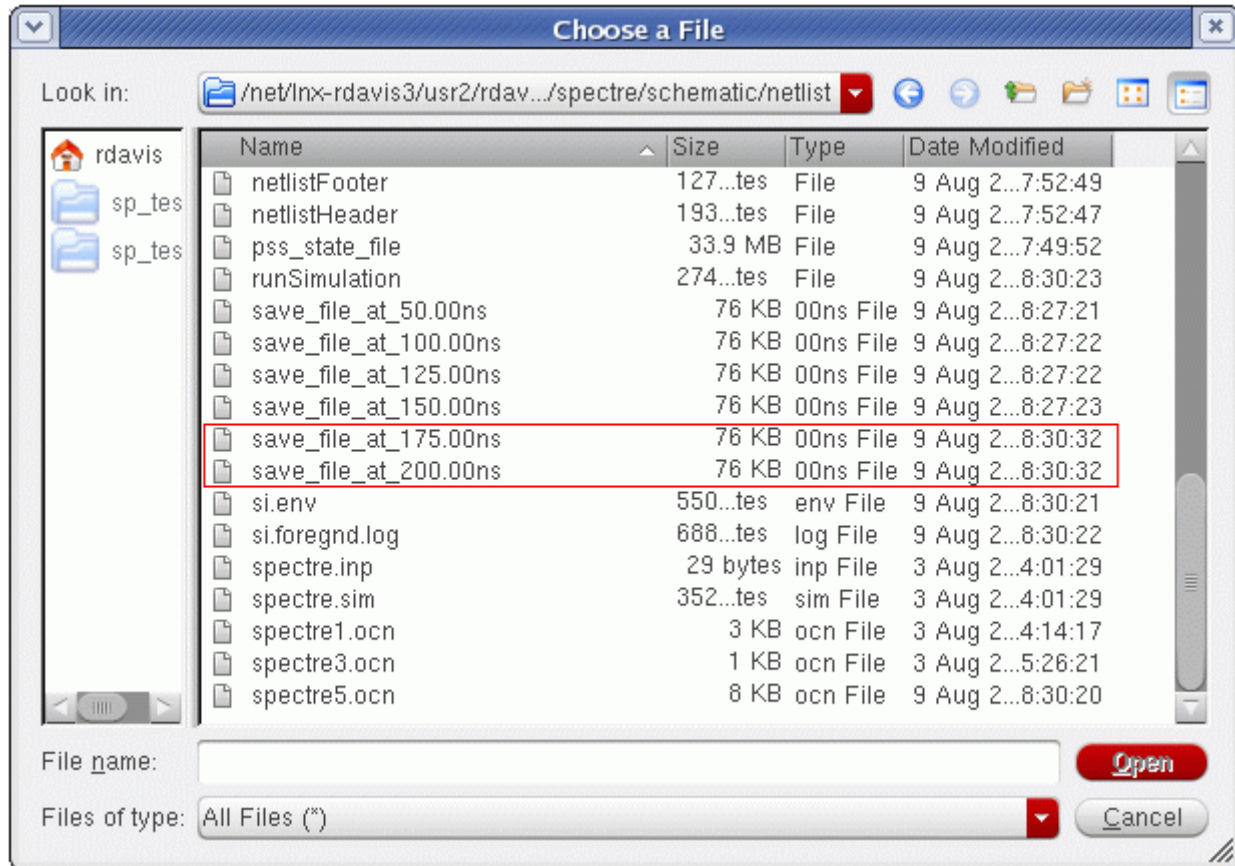 Choose a File
Look in: /net/lnx-rdavis3/usr2/rdav.../spectre/schematic/netlist
rdavis
sp_tes
sp_tes
Name Size Type Date Modified
netlistFooter 127...tes File 9 Aug 2...7:52:49
netlistHeader 193...tes File 9 Aug 2...7:52:47
pss_state_file 33.9 MB File 9 Aug 2...7:49:52
runSimulation 274...tes File 9 Aug 2...8:30:23
save_file_at_50.00ns 76 KB 00ns File 9 Aug 2...8:27:21
save_file_at_100.00ns 76 KB 00ns File 9 Aug 2...8:27:22
save_file_at_125.00ns 76 KB 00ns File 9 Aug 2...8:27:22
save_file_at_150.00ns 76 KB 00ns File 9 Aug 2...8:27:23
save_file_at_175.00ns 76 KB 00ns File 9 Aug 2...8:30:32
save_file_at_200.00ns 76 KB 00ns File 9 Aug 2...8:30:32
si.env 550...tes env File 9 Aug 2...8:30:21
si.foregnd.log 688...tes log File 9 Aug 2...8:30:22
spectre.inp 29 bytes inp File 3 Aug 2...4:01:29
spectre.sim 352...tes sim File 3 Aug 2...4:01:29
spectre1.ocn 3 KB ocn File 3 Aug 2...4:14:17
spectre3.ocn 1 KB ocn File 3 Aug 2...5:26:21
spectre5.ocn 8 KB ocn File 9 Aug 2...8:30:20
File name: Open
Files of type: All Files (*) Cancel